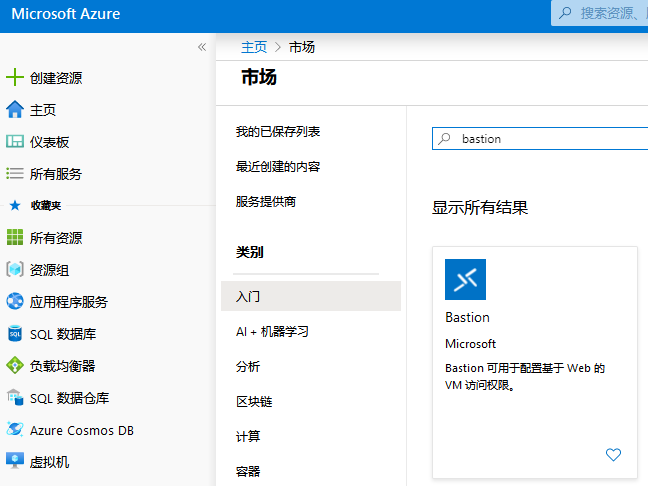 Microsoft Azure
搜索资源、
«
主页 > 市场
市场
创建资源
主页
仪表板
所有服务
收藏夹
所有资源
资源组
应用程序服务
SQL 数据库
负载均衡器
SQL 数据仓库
Azure Cosmos DB
虚拟机
我的已保存列表
最近创建的内容
服务提供商
类别
入门
AI + 机器学习
分析
区块链
计算
容器
bastion
显示所有结果
Bastion
Microsoft
Bastion 可用于配置基于 Web 的
VM 访问权限。